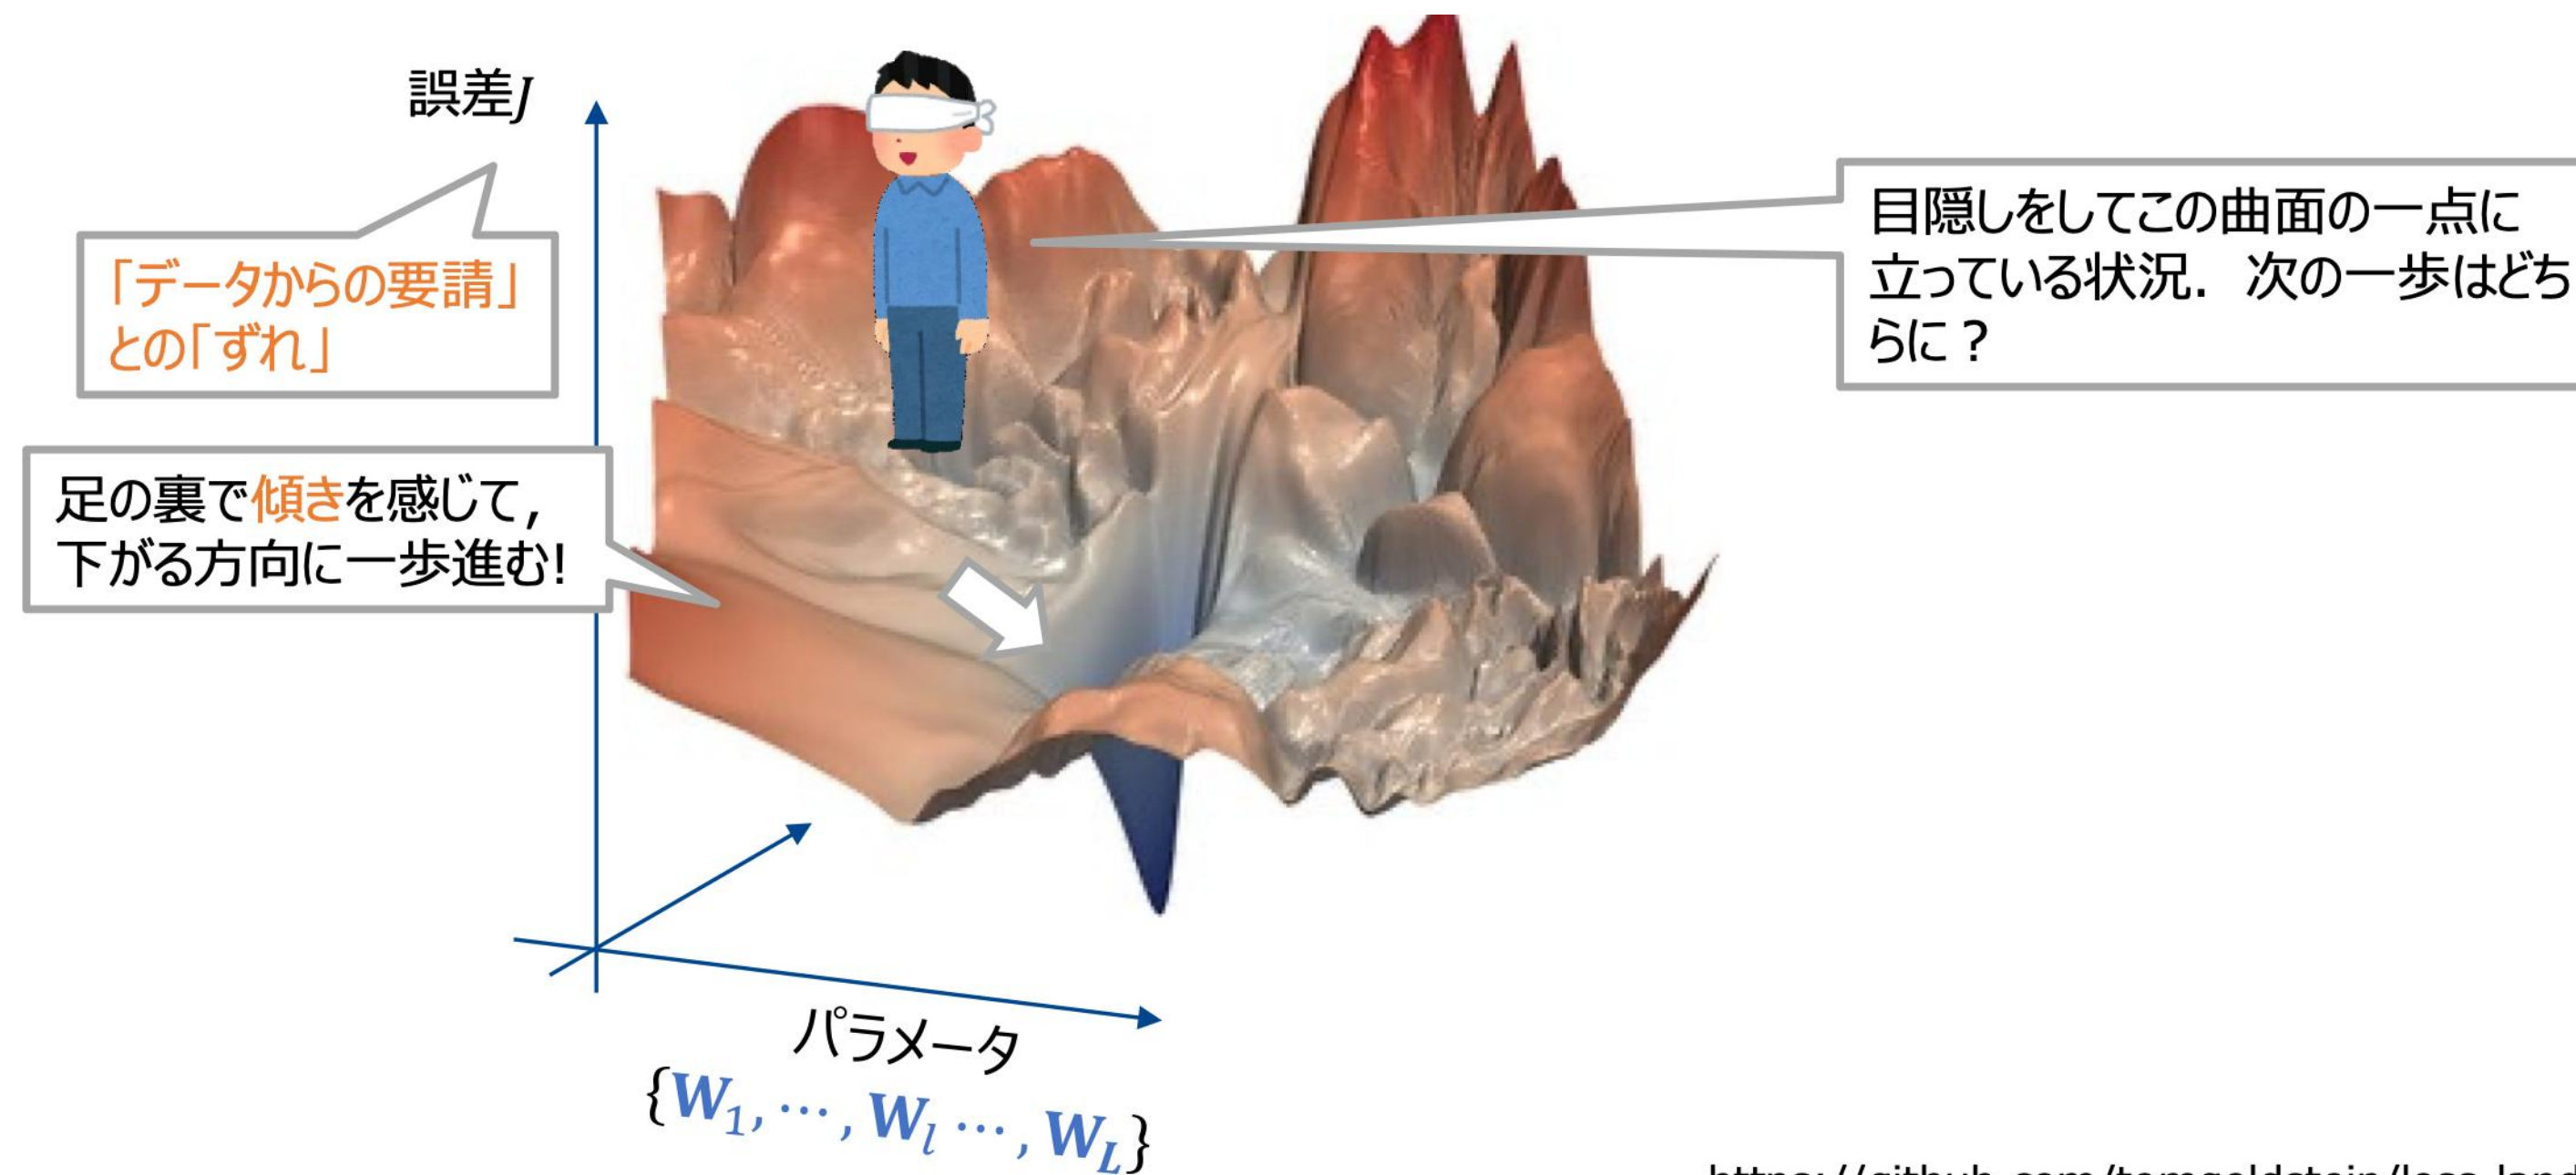 誤差J
「データからの要請」
との「ずれ」
目隠しをしてこの曲面の一点に
立っている状況．次の一歩はどち
らに？
足の裏で傾きを感じて，
下がる方向に一歩進む!
パラメータ
{W₁, ⋯, W_l ⋯, W_L}